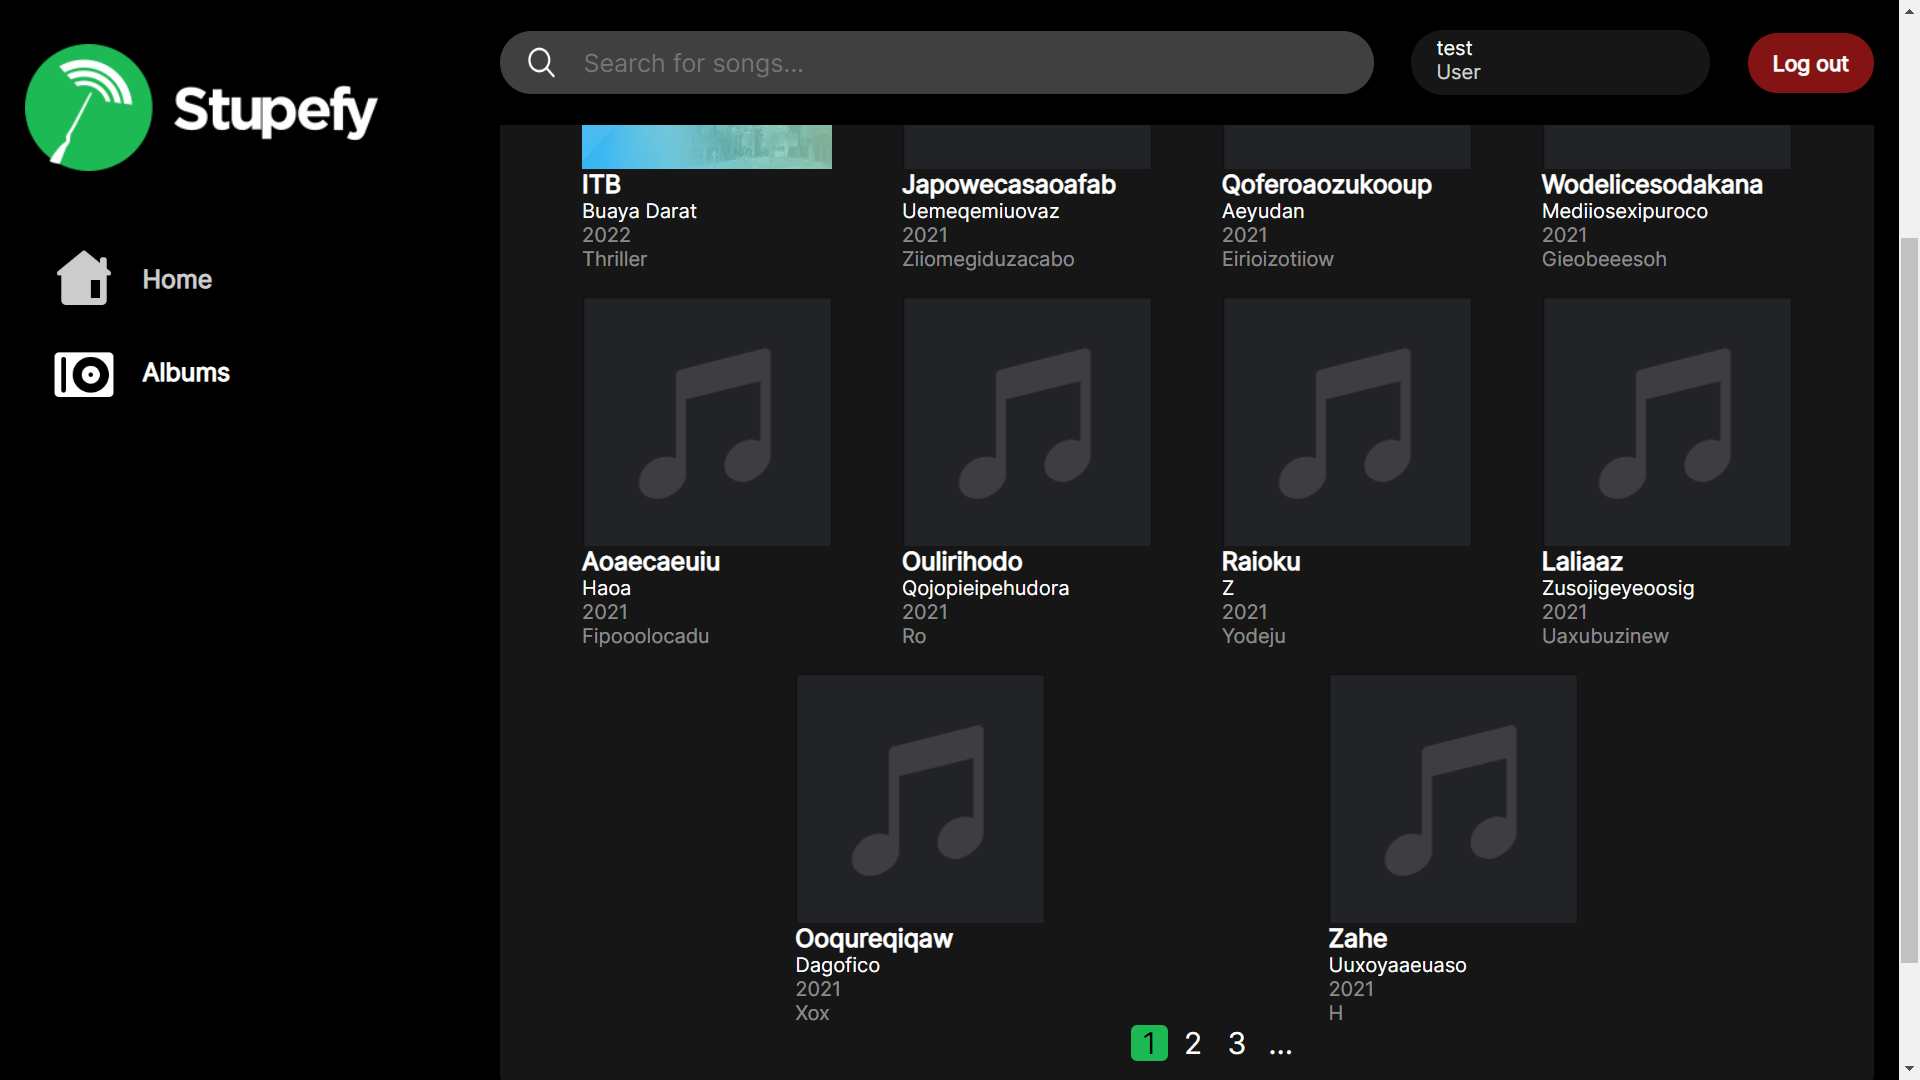 Stupefy
Search for songs...
test
User
Log out
Home
Albums
ITB
Buaya Darat
2022
Thriller
Japowecasaoafab
Uemeqemiuovaz
2021
Ziiomegiduzacabo
Qoferoaozukooup
Aeyudan
2021
Eirioizotiiow
Wodelicesodakana
Mediiosexipuroco
2021
Gieobeeesoh
Aoaecaeuiu
Haoa
2021
Fipooolocadu
Oulirihodo
Qojopieipehudora
2021
Ro
Raioku
Z
2021
Yodeju
Laliaaz
Zusojigeyeoosig
2021
Uaxubuzinew
Ooqureqiqaw
Dagofico
2021
Xox
Zahe
Uuxoyaaeuaso
2021
H
1 2 3 ...